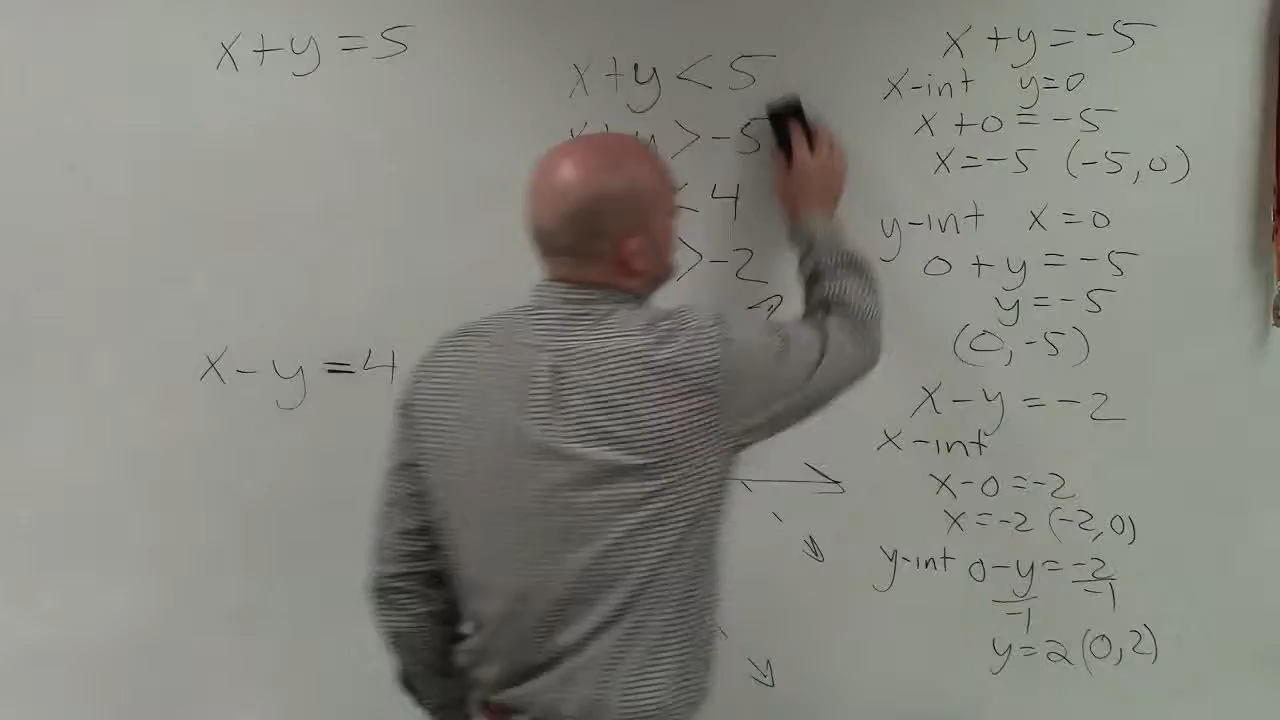 x+y=5
x-y=4
x+y<5
x+y>-5
< 4
>-2
x+y=-5
x-int y=0
x+0=-5
x=-5 (-5,0)
y-int x=0
0+y=-5
y=-5
(0,-5)
x-y=-2
x-int
x-0=-2
x=-2 (-2,0)
y-int 0-y=-2
-1 -1
y=2 (0,2)